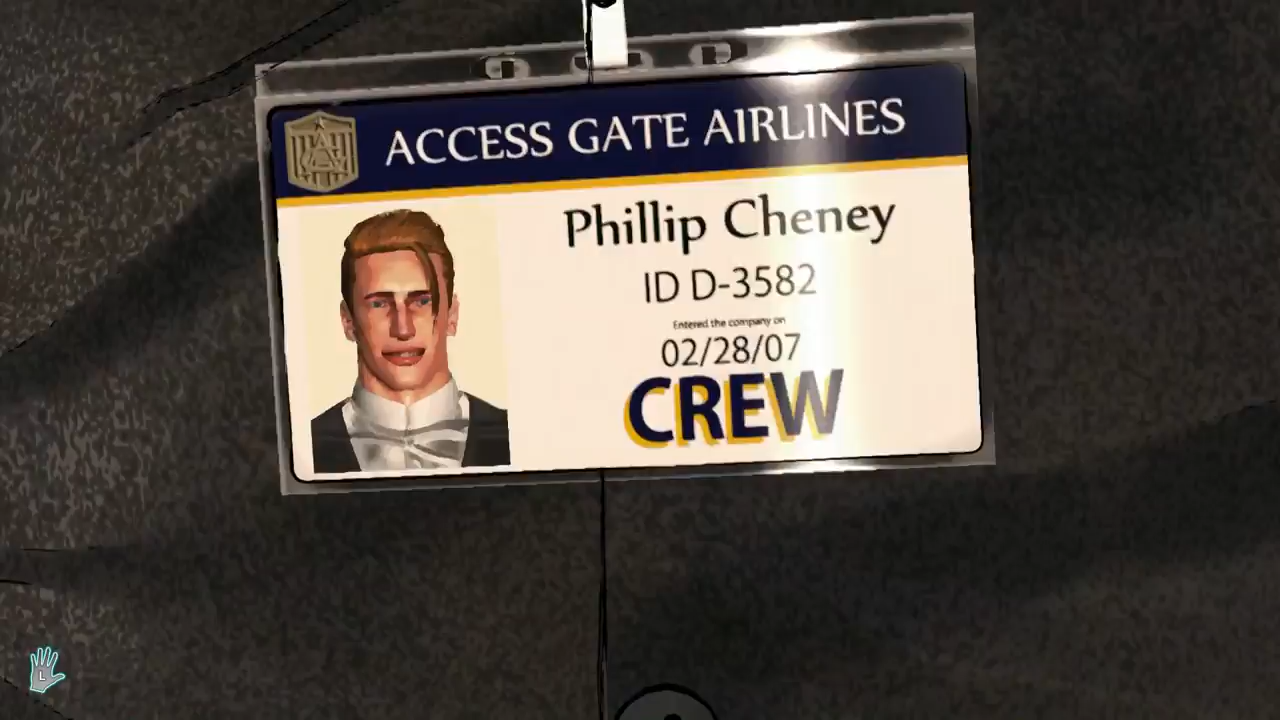 ACCESS GATE AIRLINES
Phillip Cheney
ID D-3582
Entered the company on
02/28/07
CREW
L